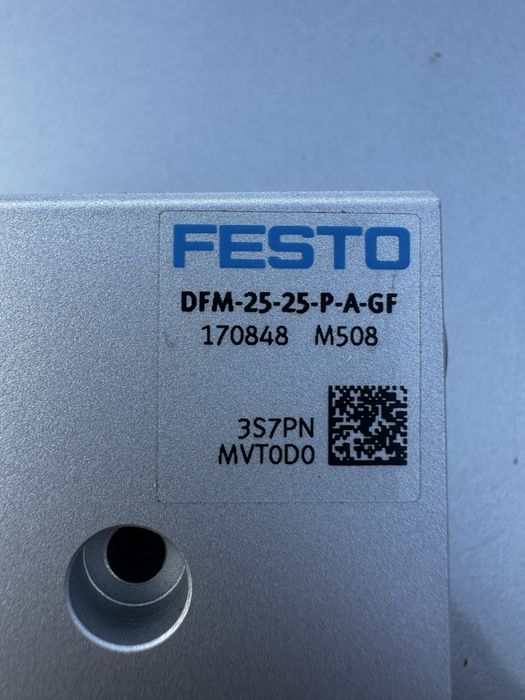 FESTO
DFM-25-25-P-A-GF
170848 M508
3S7PN
MVT0D0